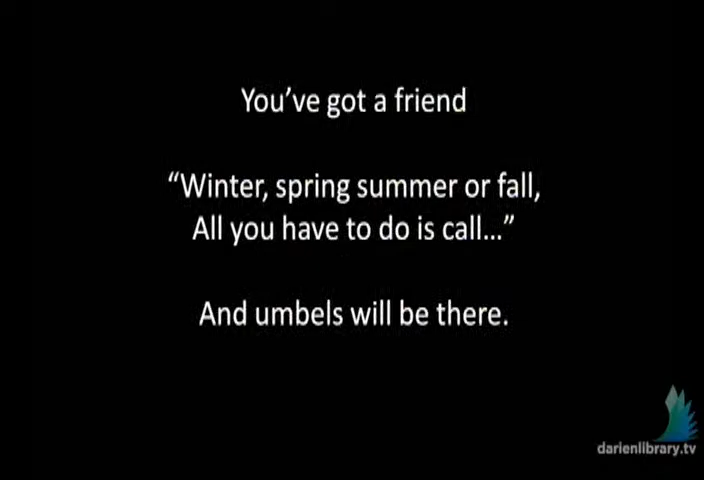 You’ve got a friend
“Winter, spring summer or fall,
All you have to do is call...”
And umbels will be there.
darienlibrary.tv